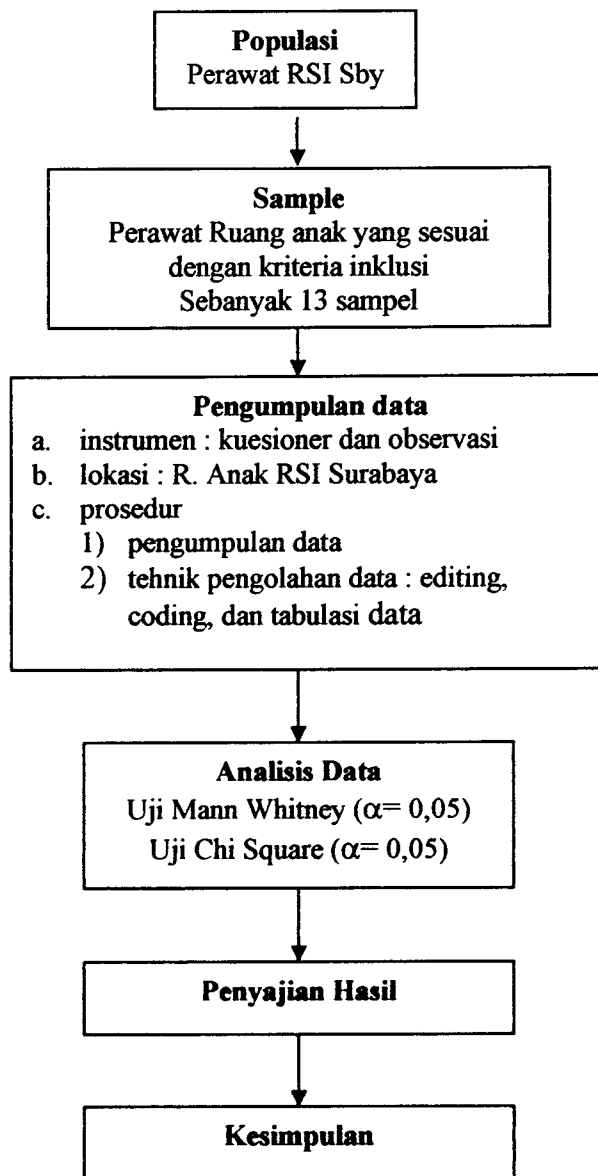 Populasi
Perawat RSI Sby
Sample
Perawat Ruang anak yang sesuai
dengan kriteria inklusi
Sebanyak 13 sampel
Pengumpulan data
a. instrumen : kuesioner dan observasi
b. lokasi : R. Anak RSI Surabaya
c. prosedur
1) pengumpulan data
2) tehnik pengolahan data : editing,
coding, dan tabulasi data
Analisis Data
Uji Mann Whitney (α= 0,05)
Uji Chi Square (α= 0,05)
Penyajian Hasil
Kesimpulan